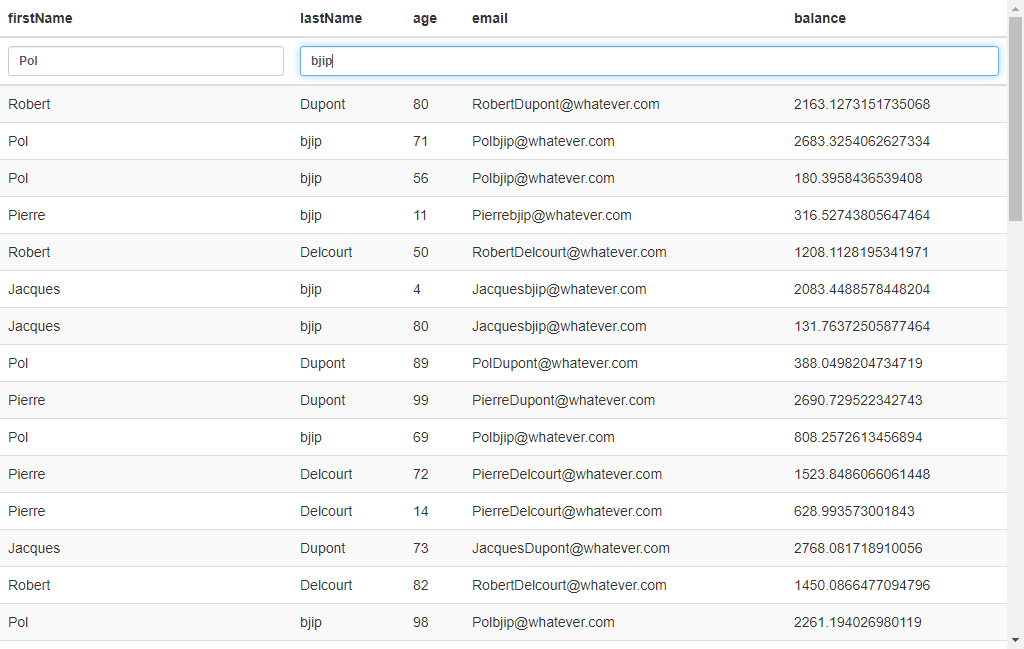 firstName lastName age email balance
Pol bjip
Robert Dupont 80 RobertDupont@whatever.com 2163.1273151735068
Pol bjip 71 Polbjip@whatever.com 2683.3254062627334
Pol bjip 56 Polbjip@whatever.com 180.3958436539408
Pierre bjip 11 Pierrebjip@whatever.com 316.52743805647464
Robert Delcourt 50 RobertDelcourt@whatever.com 1208.1128195341971
Jacques bjip 4 Jacquesbjip@whatever.com 2083.4488578448204
Jacques bjip 80 Jacquesbjip@whatever.com 131.76372505877464
Pol Dupont 89 PolDupont@whatever.com 388.0498204734719
Pierre Dupont 99 PierreDupont@whatever.com 2690.729522342743
Pol bjip 69 Polbjip@whatever.com 808.2572613456894
Pierre Delcourt 72 PierreDelcourt@whatever.com 1523.8486066061448
Pierre Delcourt 14 PierreDelcourt@whatever.com 628.993573001843
Jacques Dupont 73 JacquesDupont@whatever.com 2768.081718910056
Robert Delcourt 82 RobertDelcourt@whatever.com 1450.0866477094796
Pol bjip 98 Polbjip@whatever.com 2261.194026980119